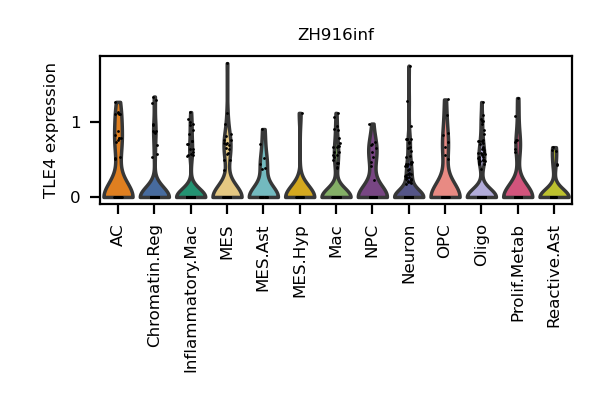 ZH916inf
TLE4 expression
1
0
AC
Chromatin.Reg
Inflammatory.Mac
MES
MES.Ast
MES.Hyp
Mac
NPC
Neuron
OPC
Oligo
Prolif.Metab
Reactive.Ast